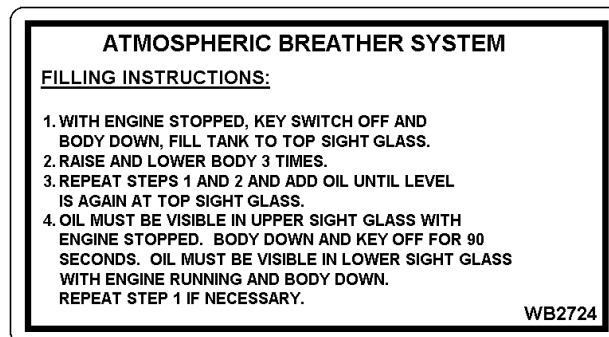 ATMOSPHERIC BREATHER SYSTEM
FILLING INSTRUCTIONS:
1. WITH ENGINE STOPPED, KEY SWITCH OFF AND
BODY DOWN, FILL TANK TO TOP SIGHT GLASS.
2. RAISE AND LOWER BODY 3 TIMES.
3. REPEAT STEPS 1 AND 2 AND ADD OIL UNTIL LEVEL
IS AGAIN AT TOP SIGHT GLASS.
4. OIL MUST BE VISIBLE IN UPPER SIGHT GLASS WITH
ENGINE STOPPED. BODY DOWN AND KEY OFF FOR 90
SECONDS. OIL MUST BE VISIBLE IN LOWER SIGHT GLASS
WITH ENGINE RUNNING AND BODY DOWN.
REPEAT STEP 1 IF NECESSARY.
WB2724